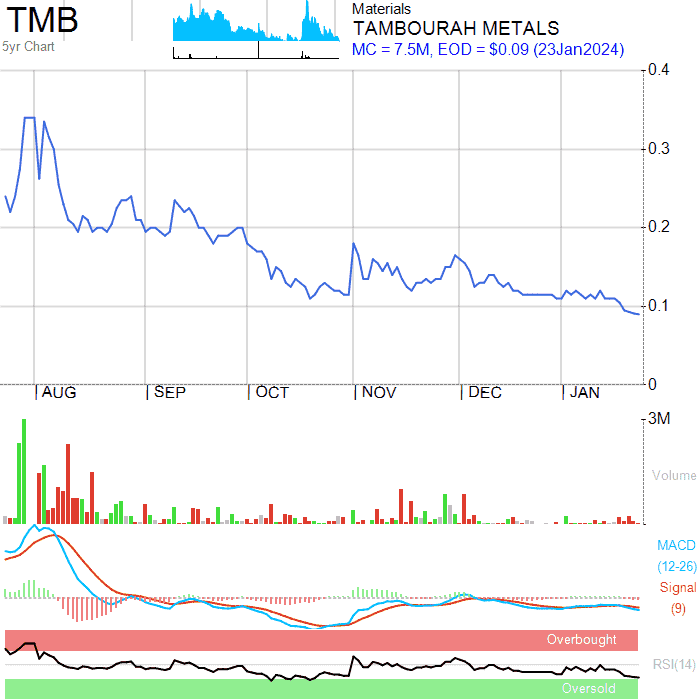 TMB
5yr Chart
Materials
TAMBOURAH METALS
MC = 7.5M, EOD = $0.09 (23Jan2024)
0.4
0.3
0.2
0.1
0
AUG SEP OCT NOV DEC JAN
3M
Volume
MACD
(12-26)
Signal
(9)
Overbought
RSI(14)
Oversold